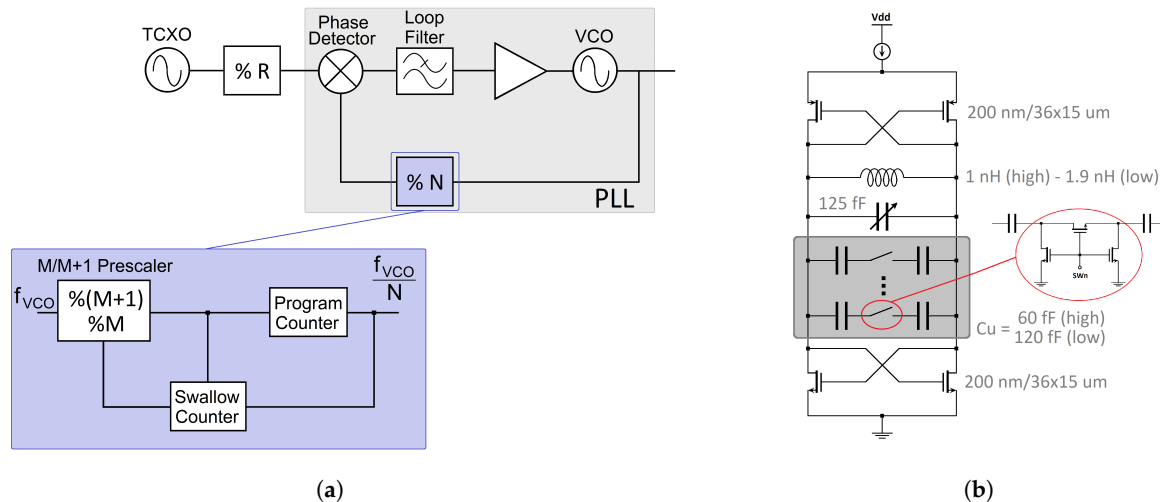 TCXO
% R
Phase
Detector
Loop
Filter
VCO
% N
PLL
M/M+1 Prescaler
fVCO
%(M+1)
%M
Program
Counter
fVCO
N
Swallow
Counter
(a)
Vdd
200 nm/36x15 um
1 nH (high) - 1.9 nH (low)
125 fF
SWn
Cu = 60 fF (high)
120 fF (low)
200 nm/36x15 um
(b)